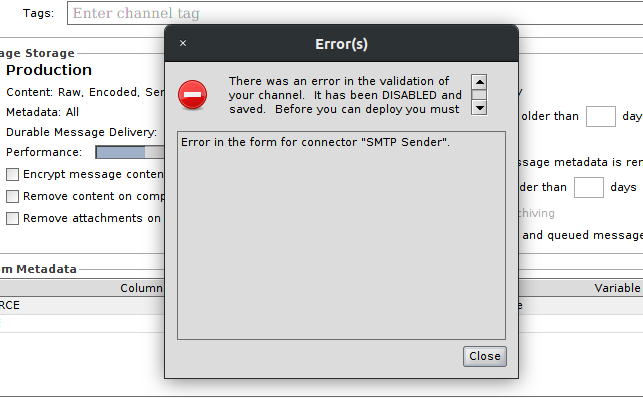 Tags: Enter channel tag
Error(s)
age Storage
Production
Content: Raw, Encoded, Sen
Metadata: All
Durable Message Delivery:
Performance:
Encrypt message conten
Remove content on comp
Remove attachments on
There was an error in the validation of
your channel. It has been DISABLED and
saved. Before you can deploy you must
Error in the form for connector "SMTP Sender".
Close
older than day
ssage metadata is rem
der than days
chiving
and queued message
m Metadata
Column
Variable
RCE